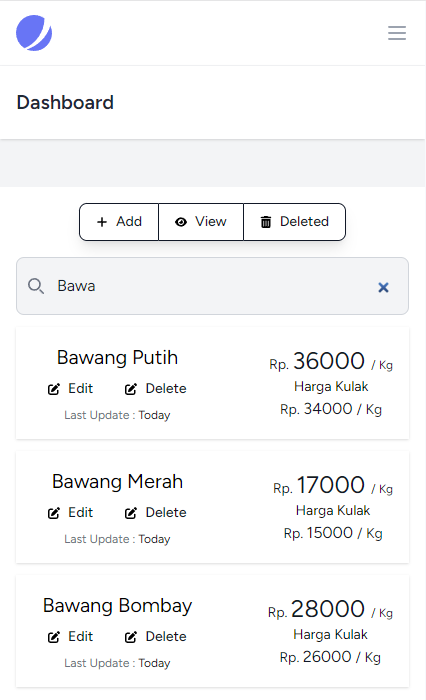 Dashboard
Add View Deleted
Bawa
Bawang Putih
Edit Delete
Last Update : Today
Rp. 36000 / Kg
Harga Kulak
Rp. 34000 / Kg
Bawang Merah
Edit Delete
Last Update : Today
Rp. 17000 / Kg
Harga Kulak
Rp. 15000 / Kg
Bawang Bombay
Edit Delete
Last Update : Today
Rp. 28000 / Kg
Harga Kulak
Rp. 26000 / Kg